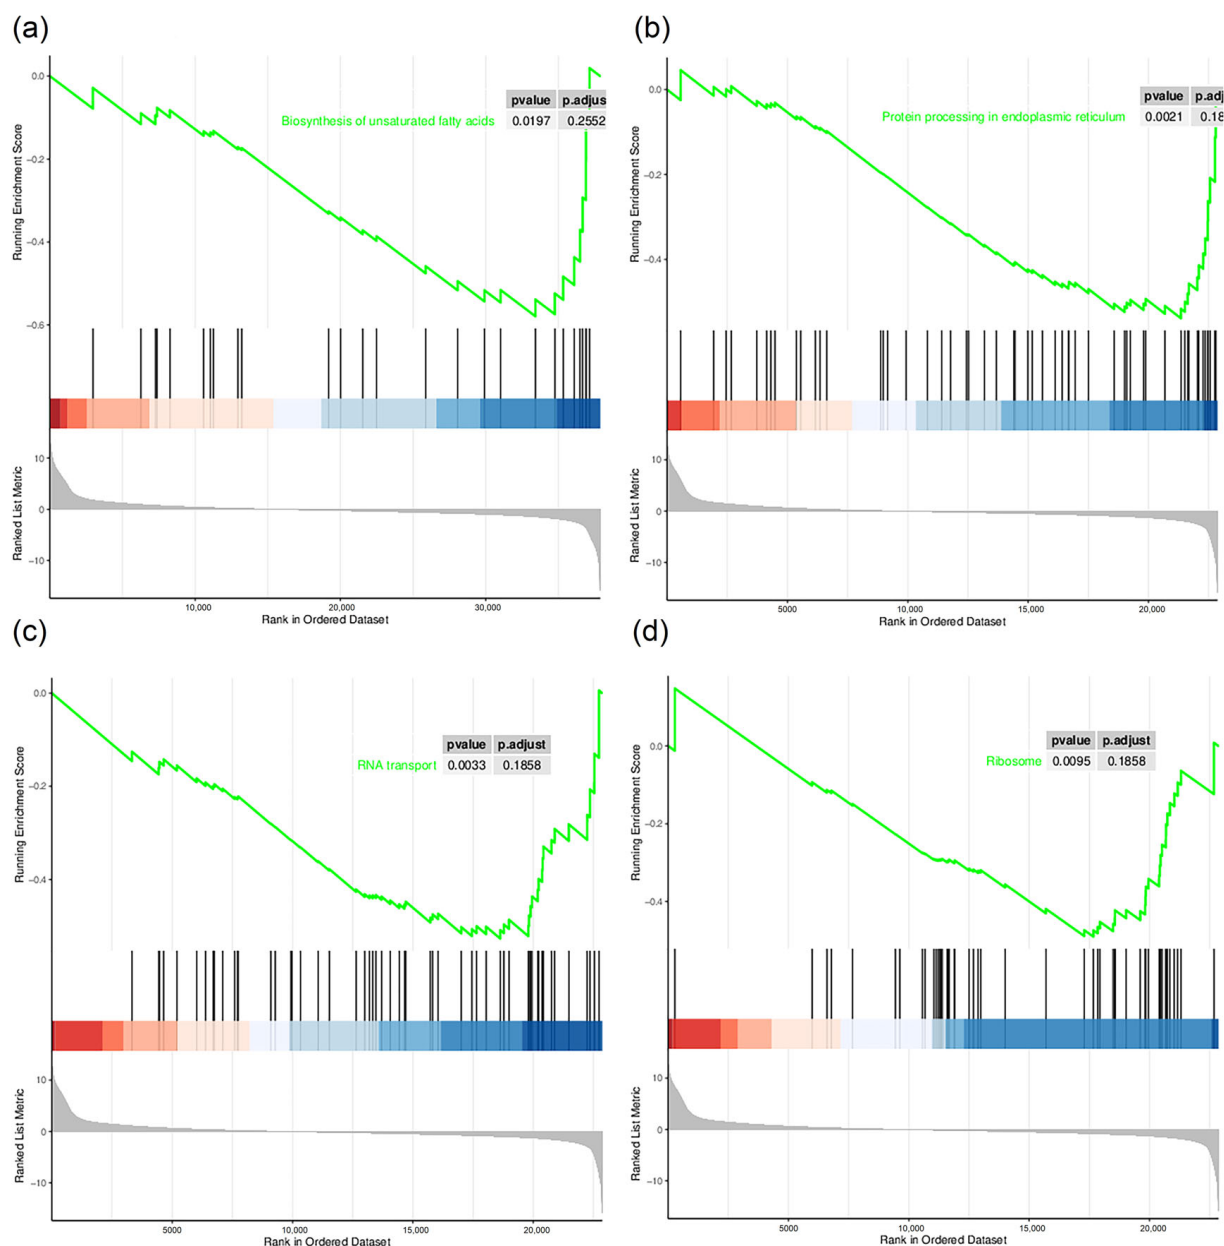 (a)
Running Enrichment Score
0.0
−0.2
−0.4
−0.6
pvalue p.adjus
Biosynthesis of unsaturated fatty acids 0.0197 0.2552
Ranked List Metric
10
0
−10
10,000 20,000 30,000
Rank in Ordered Dataset
(b)
Running Enrichment Score
0.0
−0.2
−0.4
pvalue p.adj
Protein processing in endoplasmic reticulum 0.0021 0.18
Ranked List Metric
10
0
−10
5000 10,000 15,000 20,000
Rank in Ordered Dataset
(c)
Running Enrichment Score
0.0
−0.2
−0.4
pvalue p.adjust
RNA transport 0.0033 0.1858
Ranked List Metric
10
0
−10
5000 10,000 15,000 20,000
Rank in Ordered Dataset
(d)
Running Enrichment Score
0.0
−0.2
−0.4
pvalue p.adjust
Ribosome 0.0095 0.1858
Ranked List Metric
10
0
−10
5000 10,000 15,000 20,000
Rank in Ordered Dataset